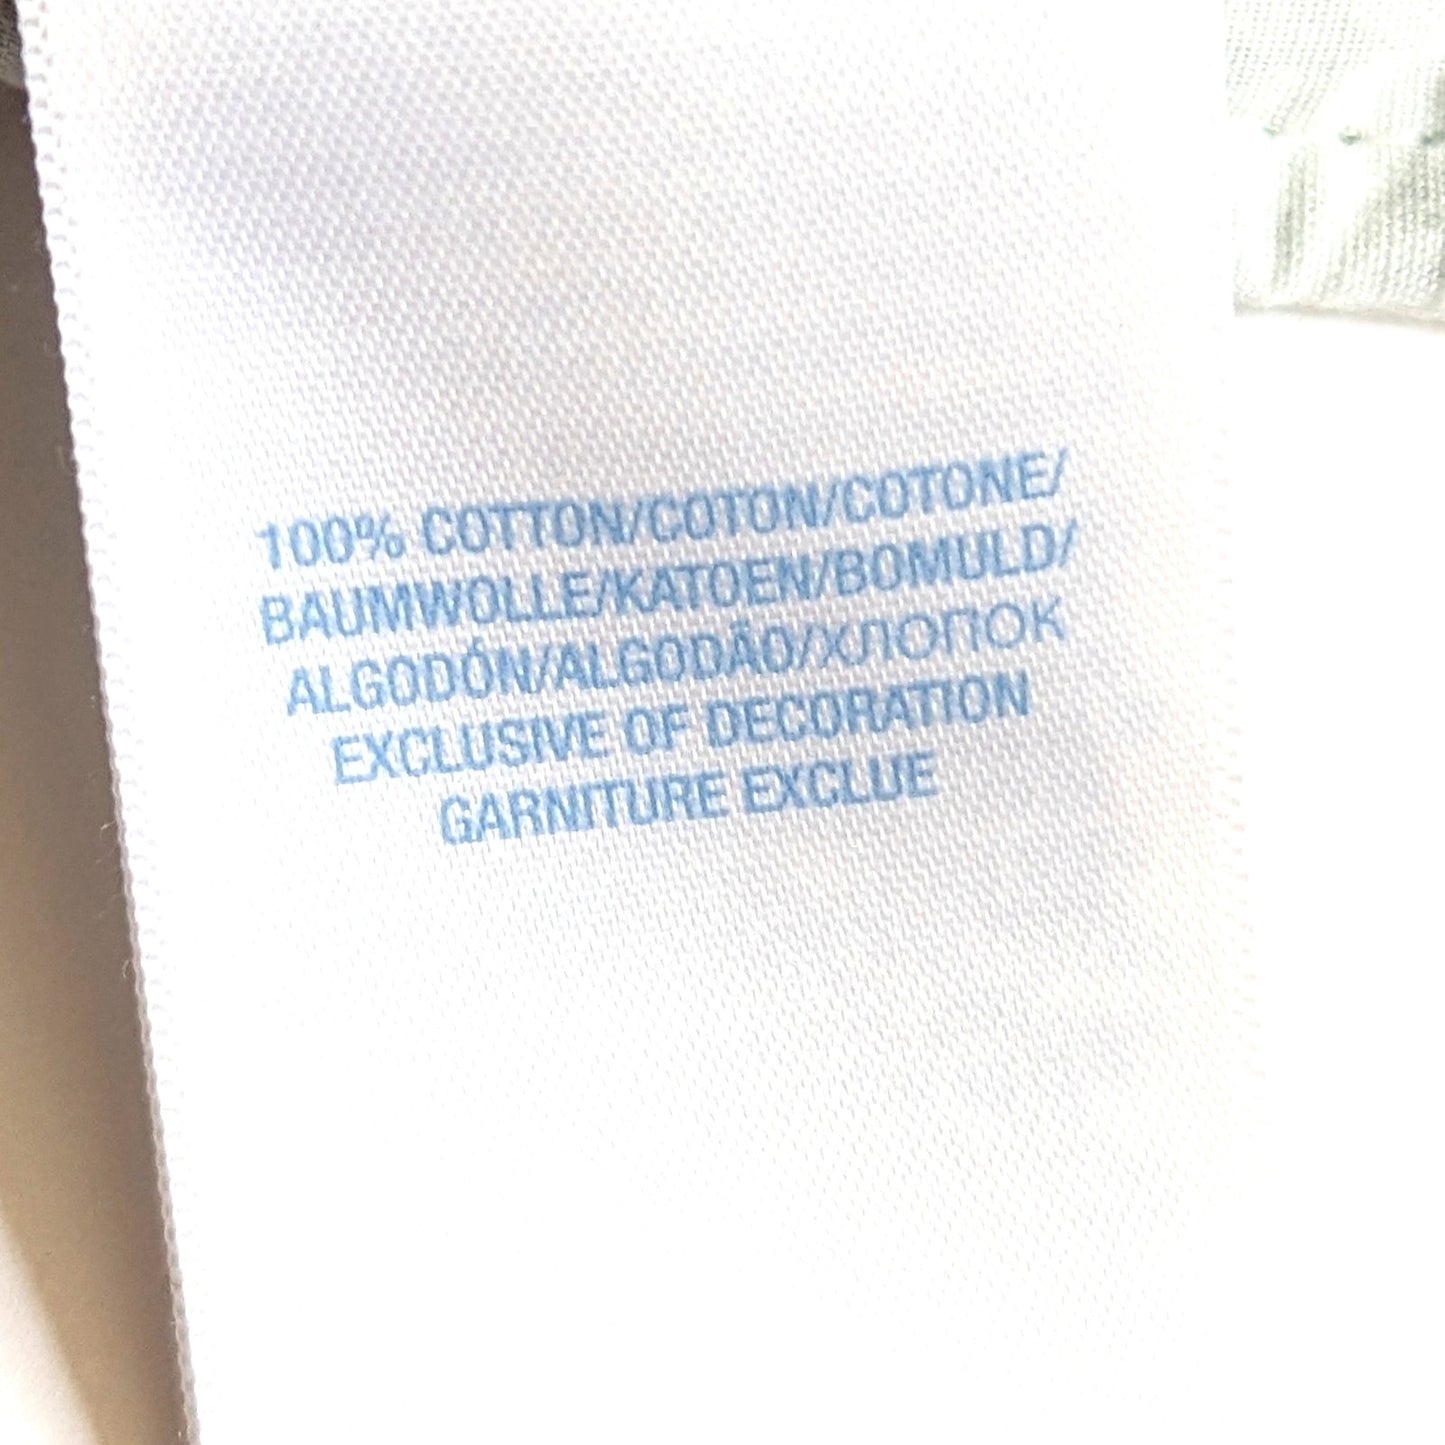 100% COTTON/COTON/COTONE/
BAUMWOLLE/KATOEN/BOMULD/
ALGODÓN/ALGODÃO/ХЛОПОК
EXCLUSIVE OF DECORATION
GARNITURE EXCLUE